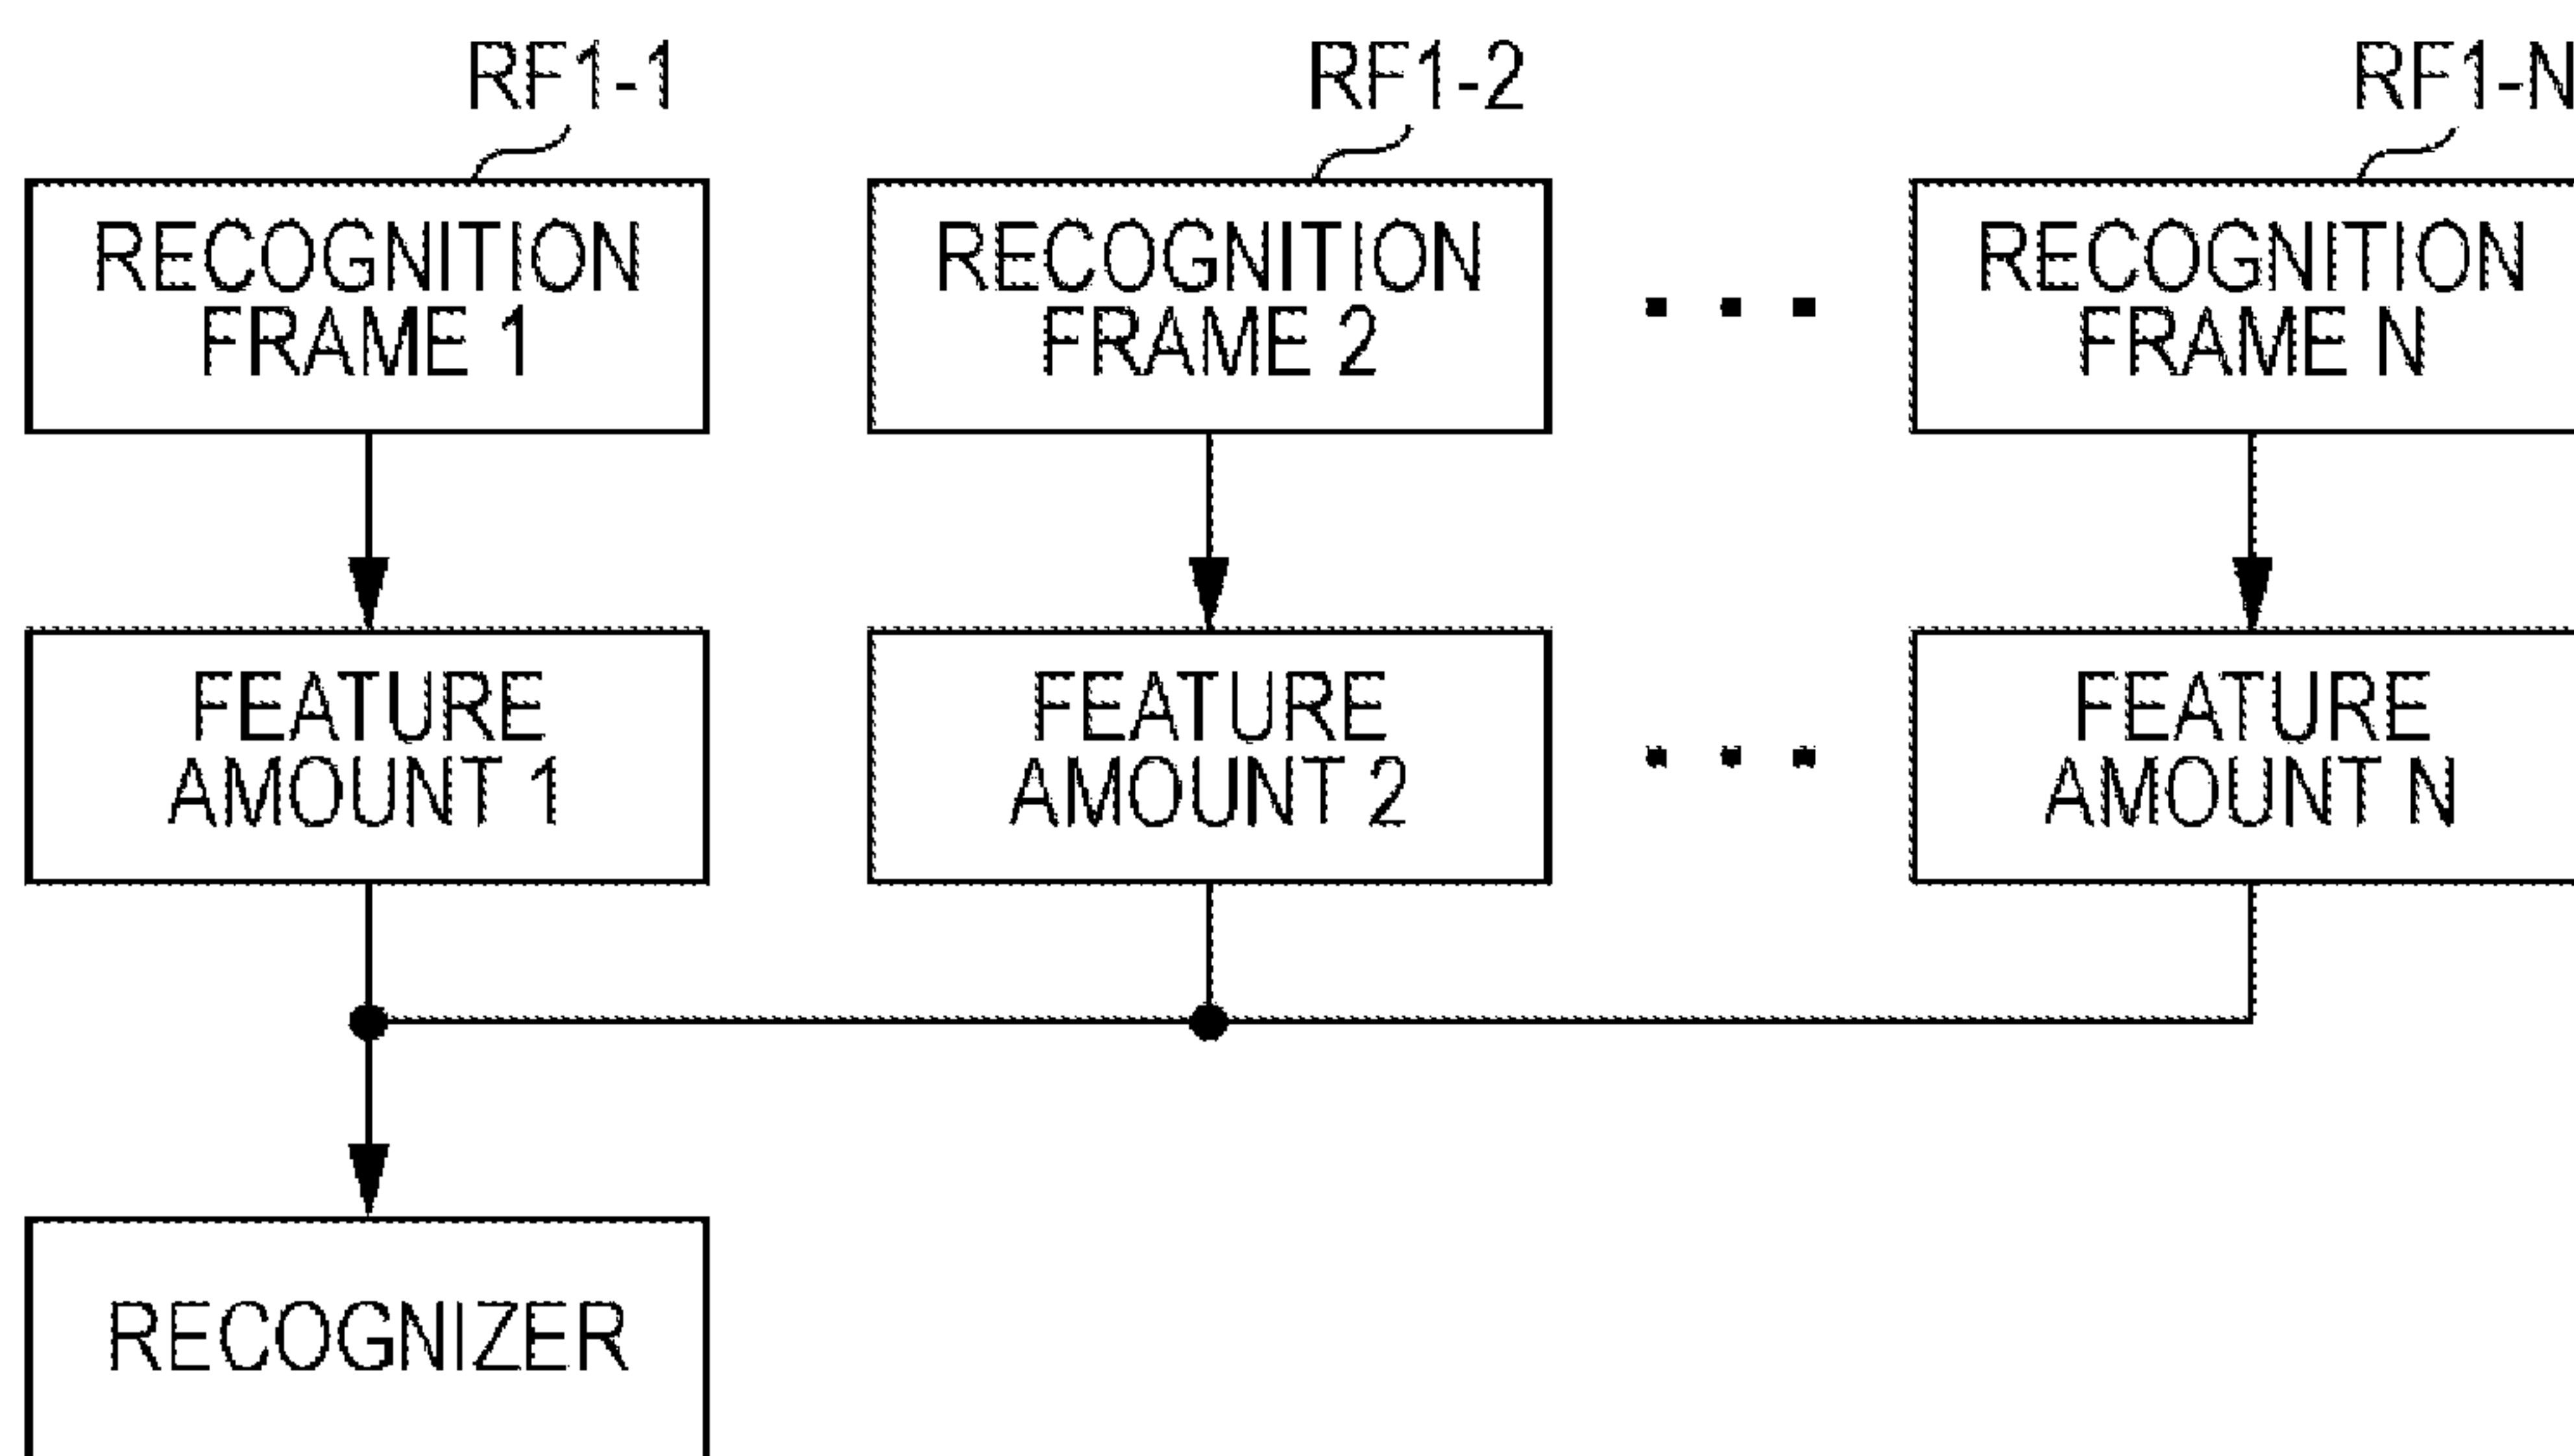 RF1-1
RF1-2
RF1-N
RECOGNITION
FRAME 1
RECOGNITION
FRAME 2
. . .
RECOGNITION
FRAME N
FEATURE
AMOUNT 1
FEATURE
AMOUNT 2
. . .
FEATURE
AMOUNT N
RECOGNIZER